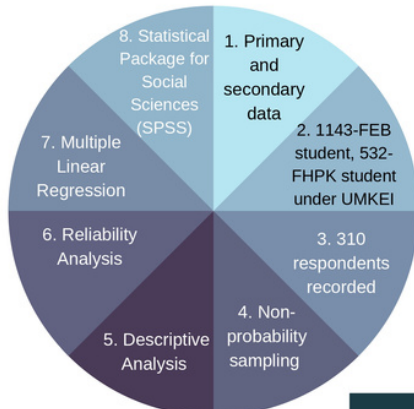 1. Primary
and
secondary
data
2. 1143-FEB
student, 532-
FHPK student
under UMKEI
3. 310
respondents
recorded
4. Non-
probability
sampling
5. Descriptive
Analysis
6. Reliability
Analysis
7. Multiple
Linear
Regression
8. Statistical
Package for
Social
Sciences
(SPSS)